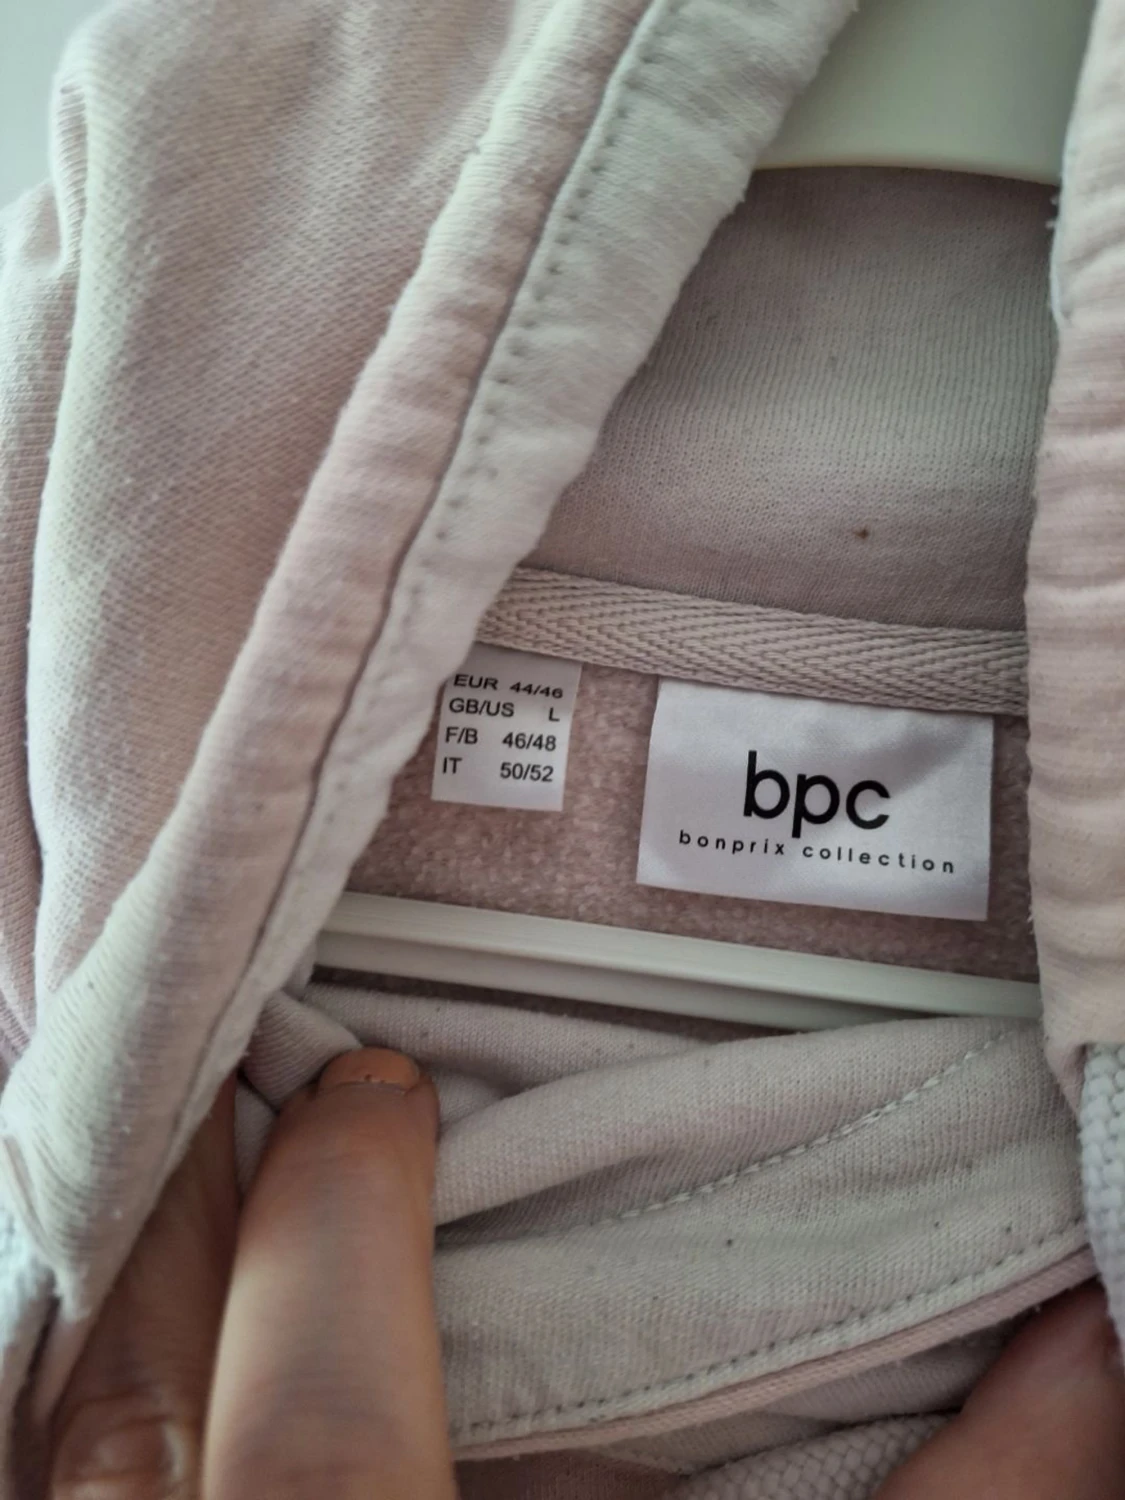 EUR 44/46
GB/US L
F/B 46/48
IT 50/52
bpc
bonprix collection